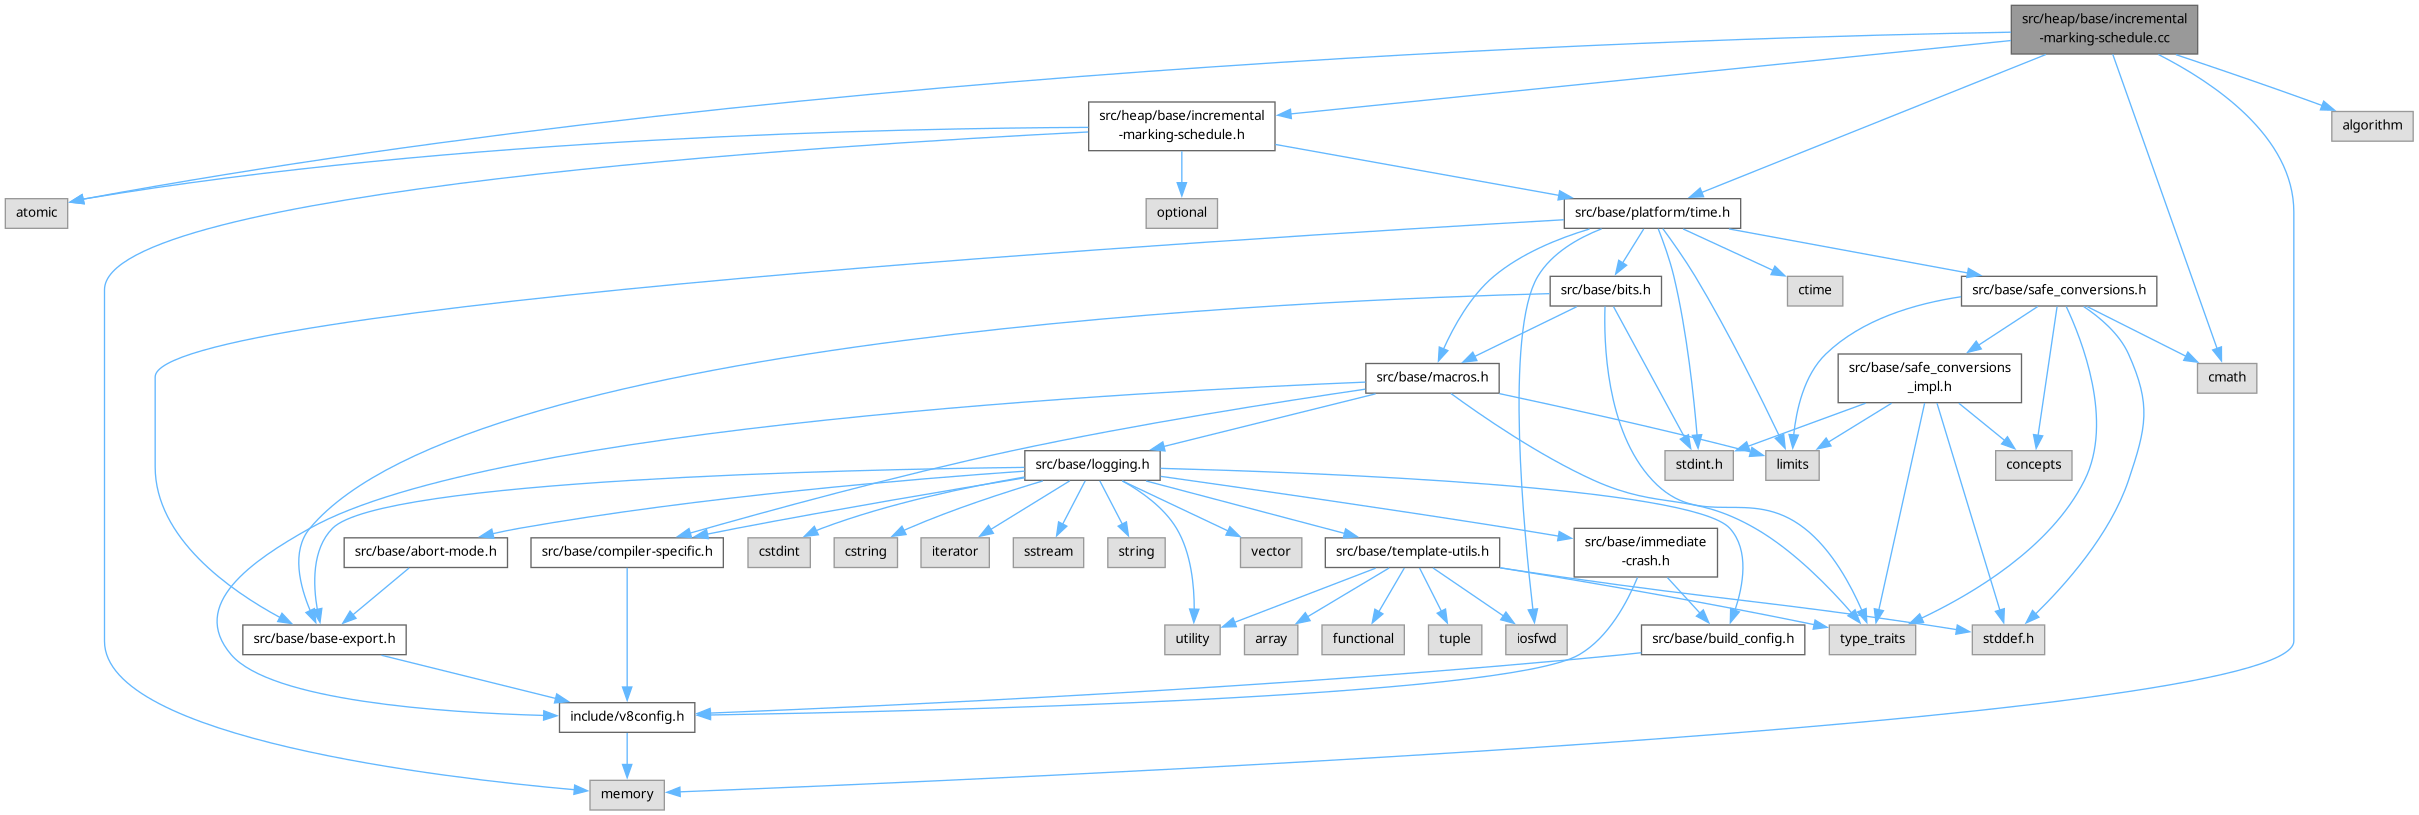 src/heap/base/incremental
-marking-schedule.cc
src/heap/base/incremental
-marking-schedule.h
algorithm
atomic
optional
src/base/platform/time.h
src/base/bits.h
ctime
src/base/safe_conversions.h
src/base/macros.h
src/base/safe_conversions
_impl.h
cmath
src/base/logging.h
stdint.h
limits
concepts
src/base/abort-mode.h
src/base/compiler-specific.h
cstdint
cstring
iterator
sstream
string
vector
src/base/template-utils.h
src/base/immediate
-crash.h
src/base/base-export.h
utility
array
functional
tuple
iosfwd
src/base/build_config.h
type_traits
stddef.h
include/v8config.h
memory